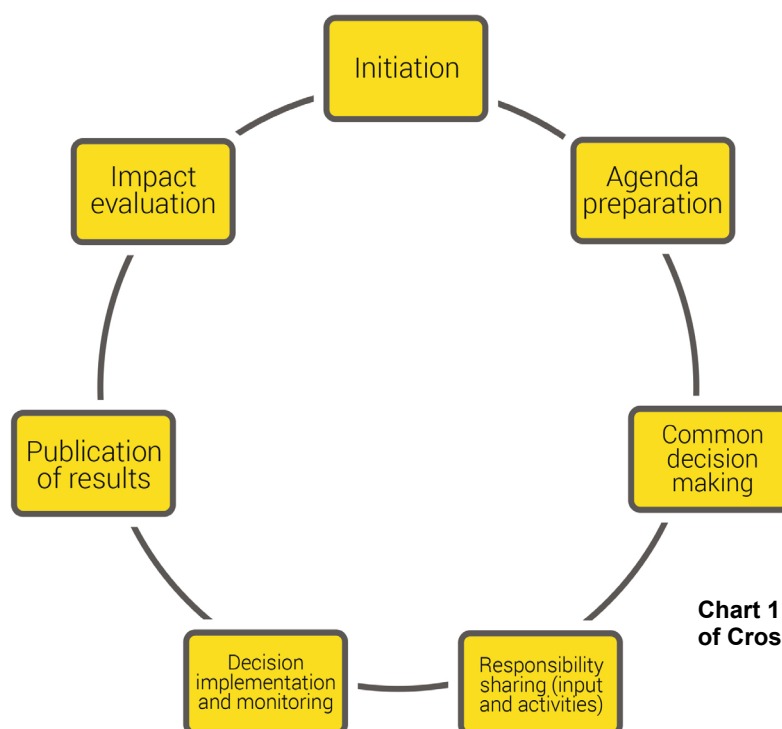 Initiation
Agenda
preparation
Common
decision
making
Responsibility
sharing (input
and activities)
Decision
implementation
and monitoring
Publication
of results
Impact
evaluation
Chart 1
of Cros